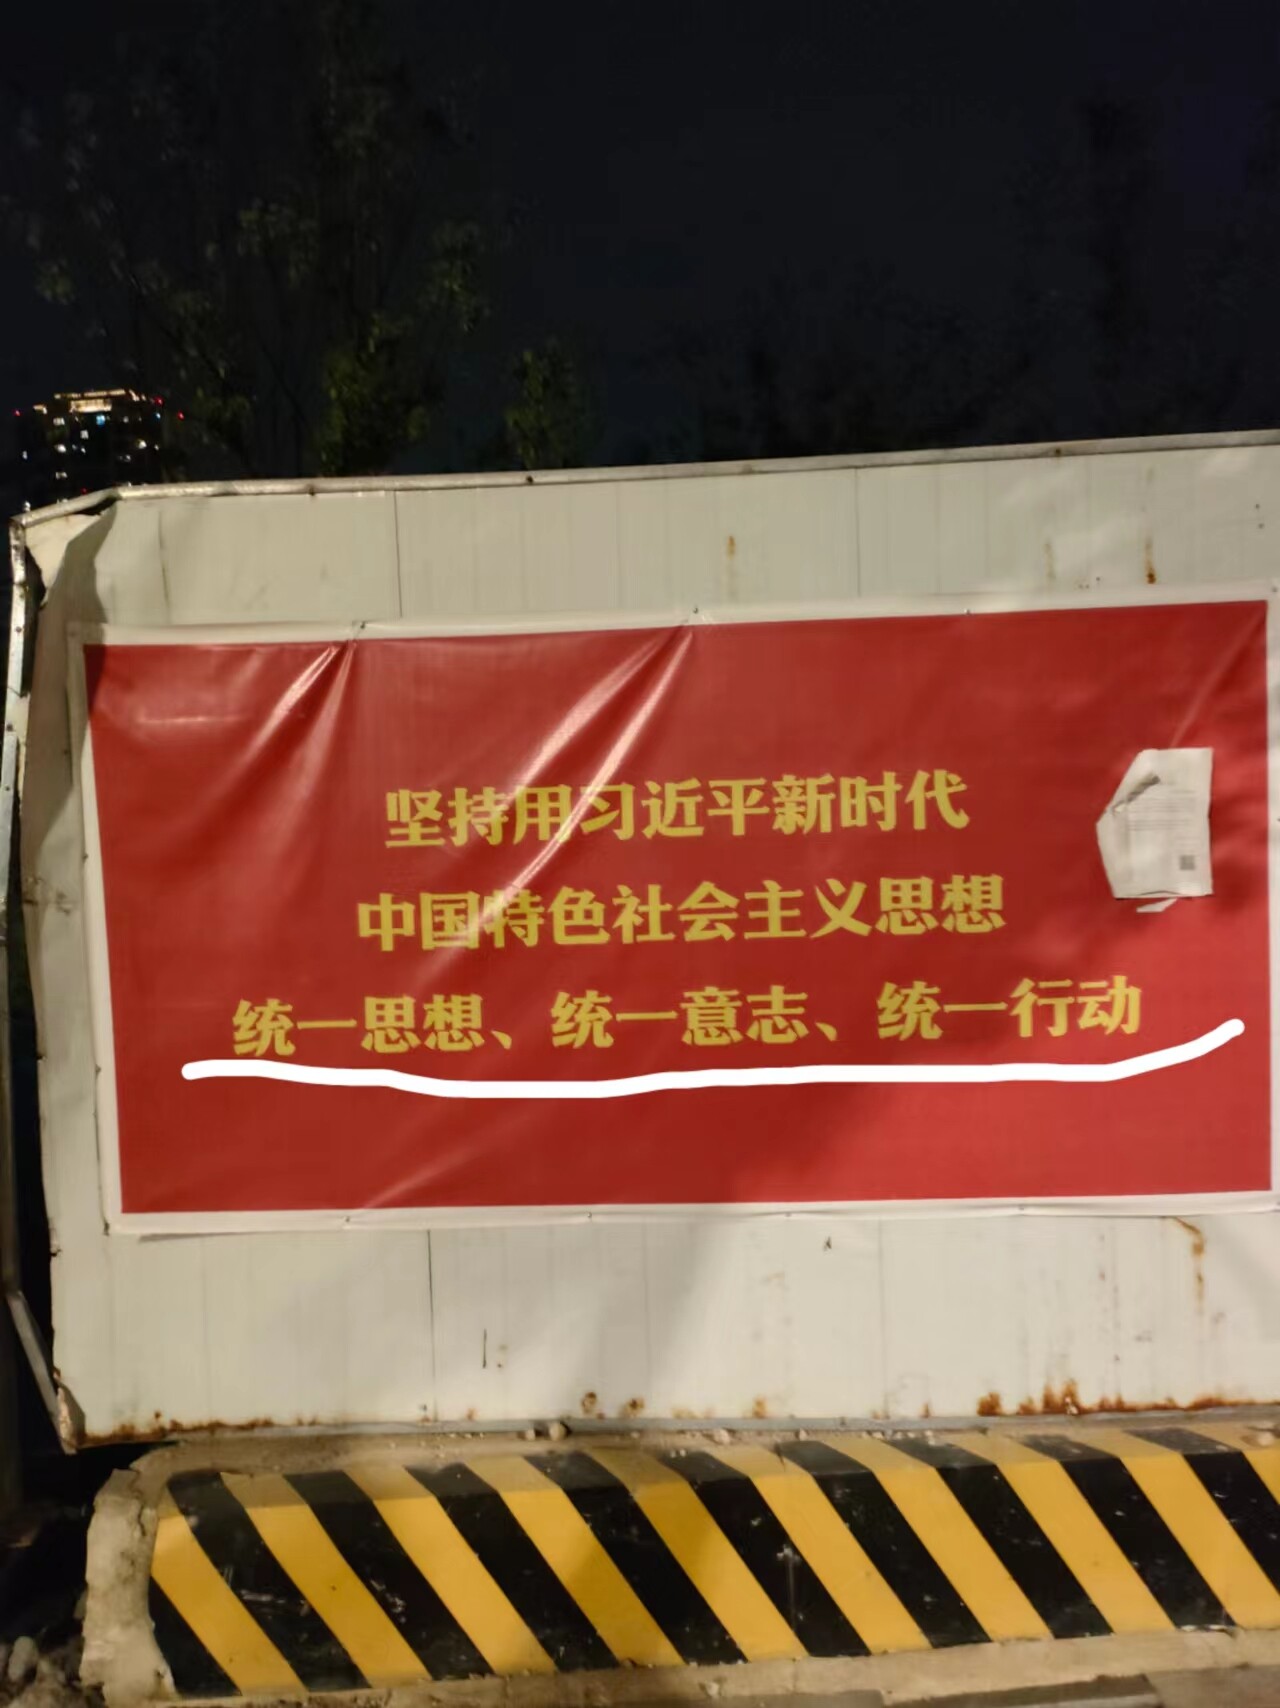 坚持用习近平新时代
中国特色社会主义思想
统一思想、统一意志、统一行动